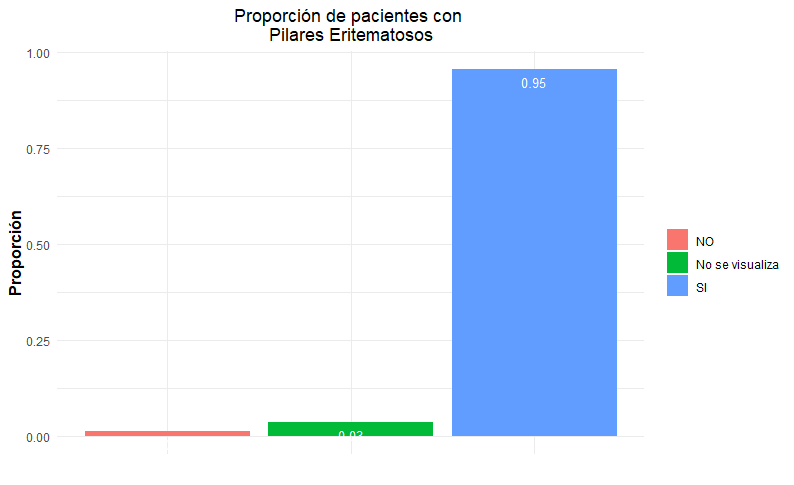 Proporción de pacientes con
Pilares Eritematosos
1.00
0.75
0.50
0.25
0.00
Proporción
0.95
0.03
NO
No se visualiza
SI